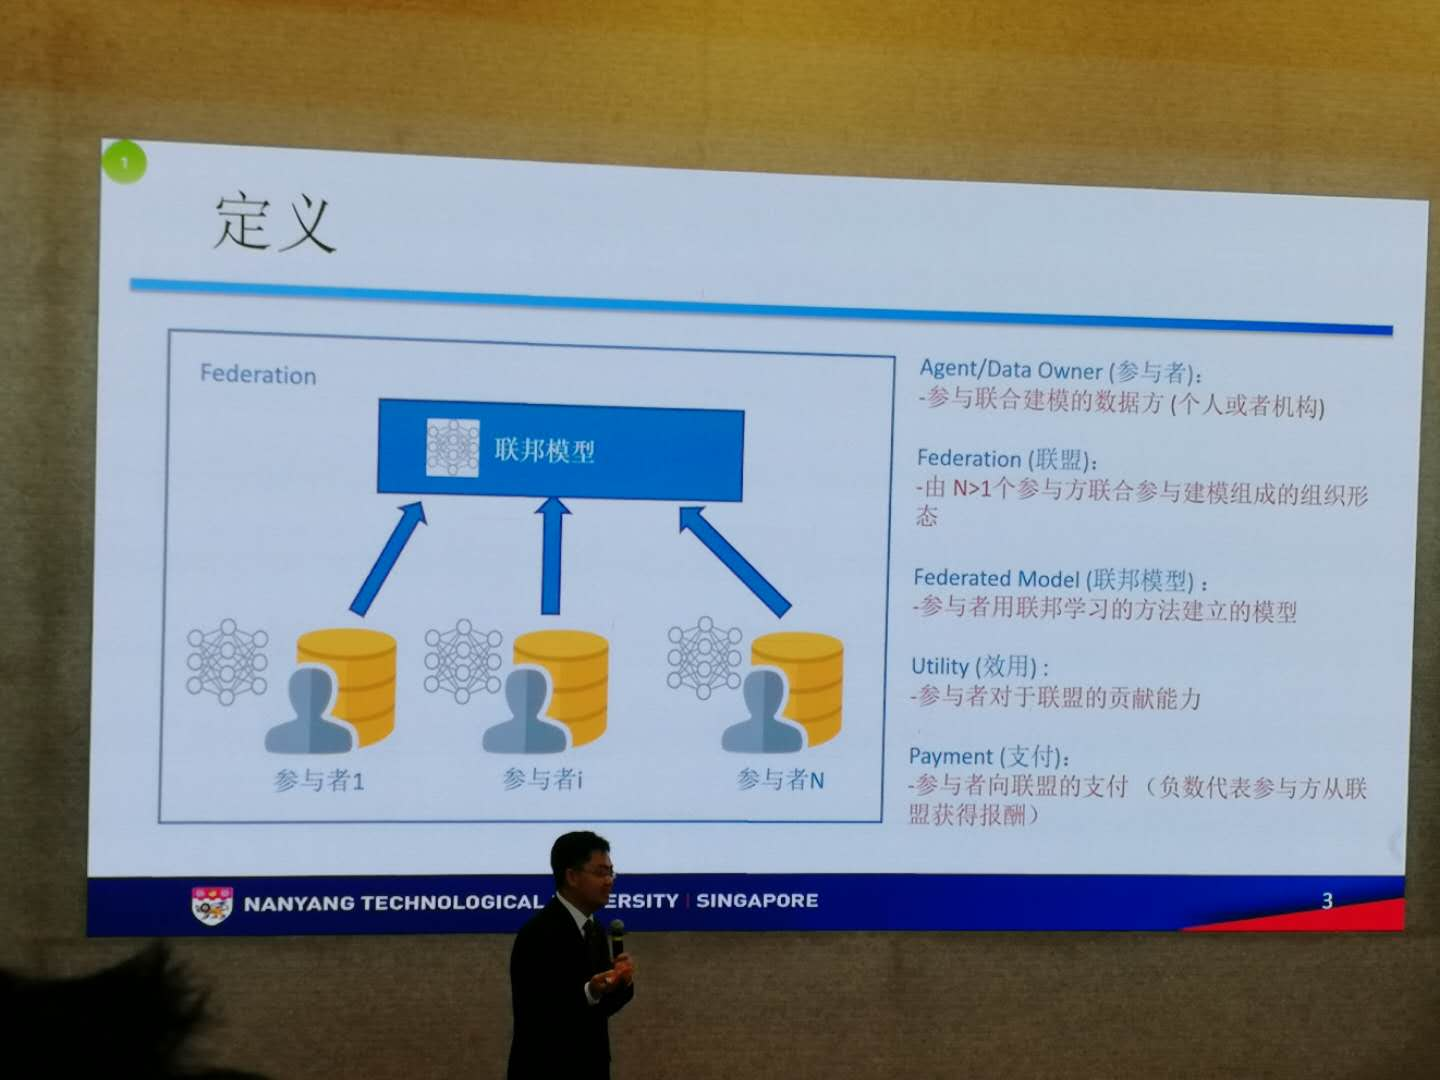 1
定义
Federation
联邦模型
参与者1
参与者i
参与者N
Agent/Data Owner (参与者):
-参与联合建模的数据方 (个人或者机构)
Federation (联盟):
-由 N>1个参与方联合参与建模组成的组织形
态
Federated Model (联邦模型) :
-参与者用联邦学习的方法建立的模型
Utility (效用) :
-参与者对于联盟的贡献能力
Payment (支付):
-参与者向联盟的支付 （负数代表参与方从联
盟获得报酬）
NANYANG TECHNOLOGICAL ERSITY | SINGAPORE
3